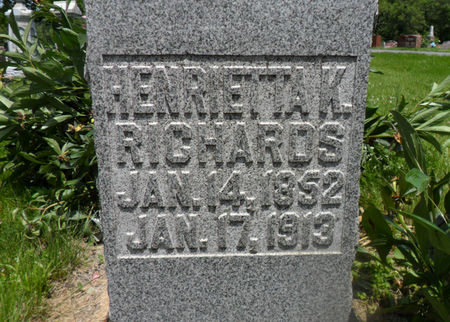 HENRIETTA K.
RICHARDS
JAN. 14, 1852
JAN. 17, 1913